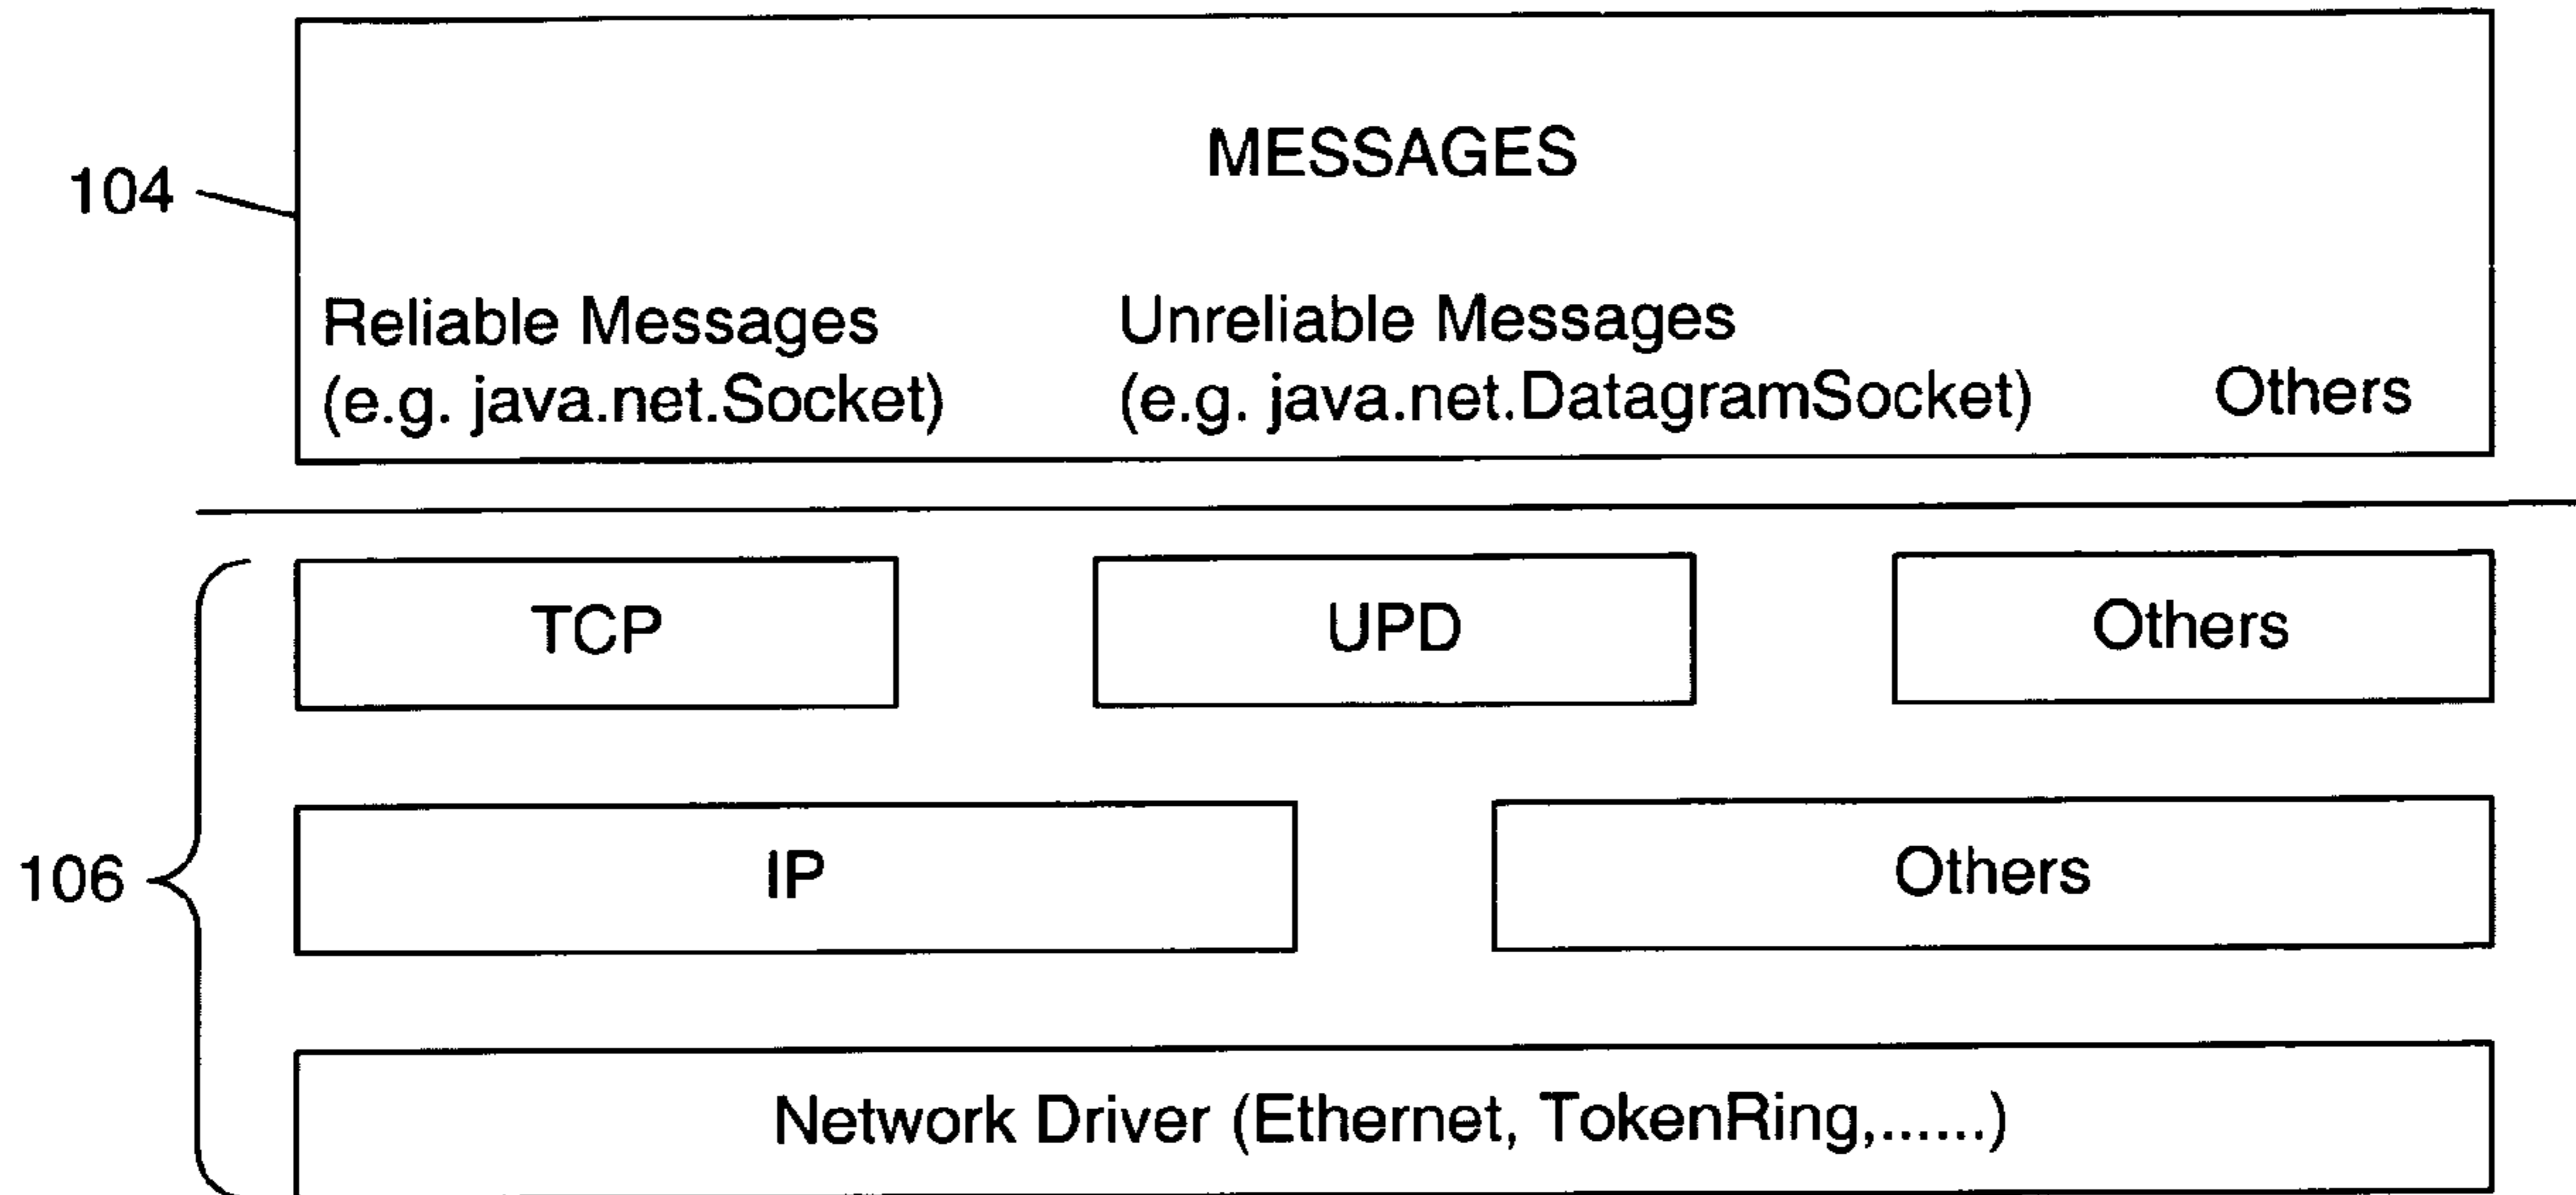 MESSAGES
104
Reliable Messages
(e.g. java.net.Socket)
Unreliable Messages
(e.g. java.net.DatagramSocket)
Others
TCP
UPD
Others
106
IP
Others
Network Driver (Ethernet, TokenRing,......)